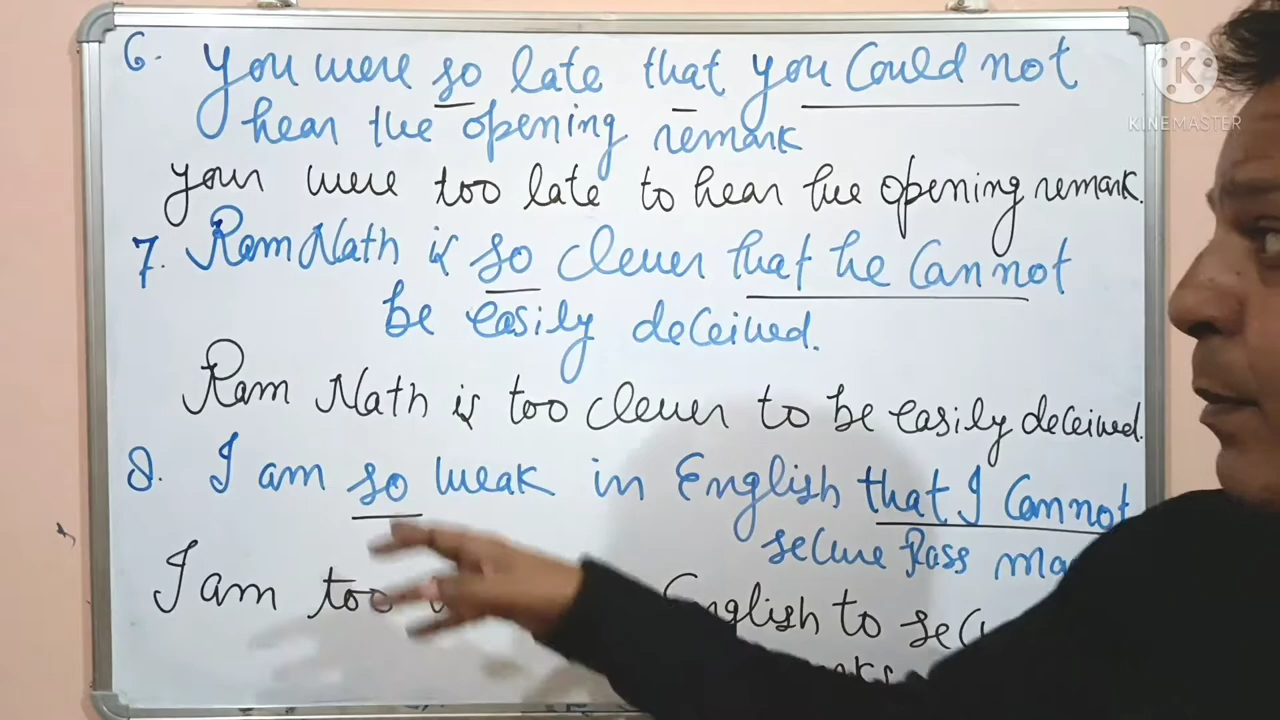 6. You were so late that you Could not
hear the opening remark
your were too late to hear the opening remark.
7. Ram Nath is so clever that he Cannot
be easily deceived.
Ram Nath is too clever to be easily deceived.
8. I am so weak in English that I Cannot
secure Pass
I am too English to
K
KINEMASTER